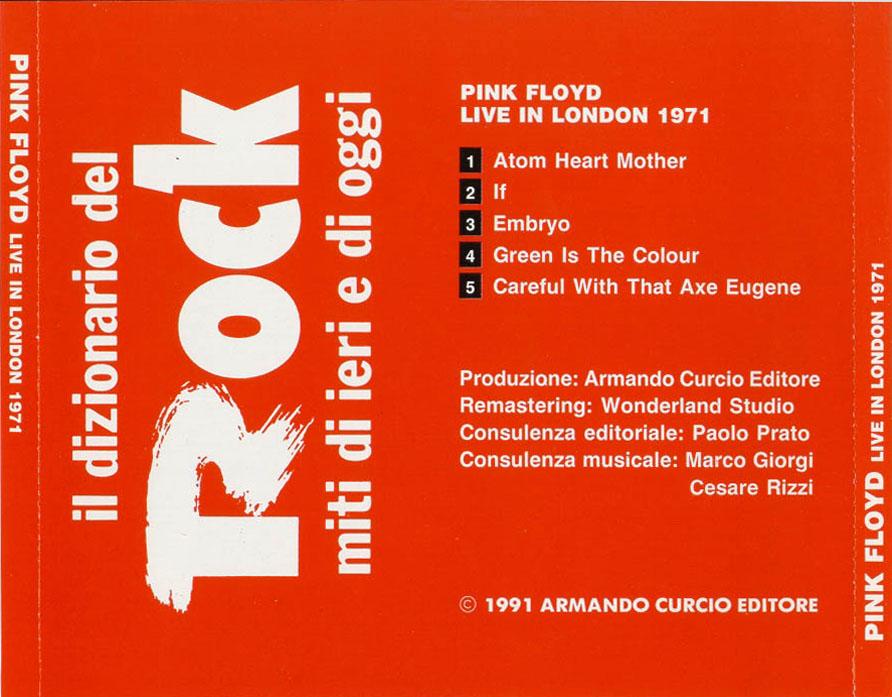 PINK FLOYD LIVE IN LONDON 1971
il dizionario del
Rock
miti di ieri e di oggi
PINK FLOYD
LIVE IN LONDON 1971
1 Atom Heart Mother
2 If
3 Embryo
4 Green Is The Colour
5 Careful With That Axe Eugene
Produzione: Armando Curcio Editore
Remastering: Wonderland Studio
Consulenza editoriale: Paolo Prato
Consulenza musicale: Marco Giorgi
Cesare Rizzi
© 1991 ARMANDO CURCIO EDITORE
PINK FLOYD LIVE IN LONDON 1971